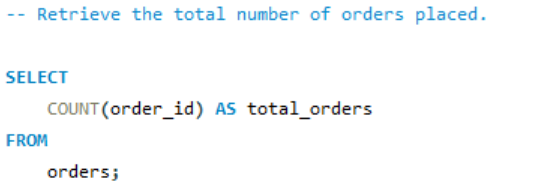 -- Retrieve the total number of orders placed.
SELECT
COUNT(order_id) AS total_orders
FROM
orders;